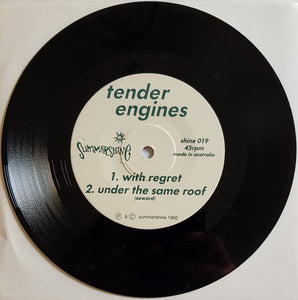 tender
engines
summershine
shine 019
45rpm
made in australia
1. with regret
2. under the same roof
(saward)
℗ & © summershine 1992